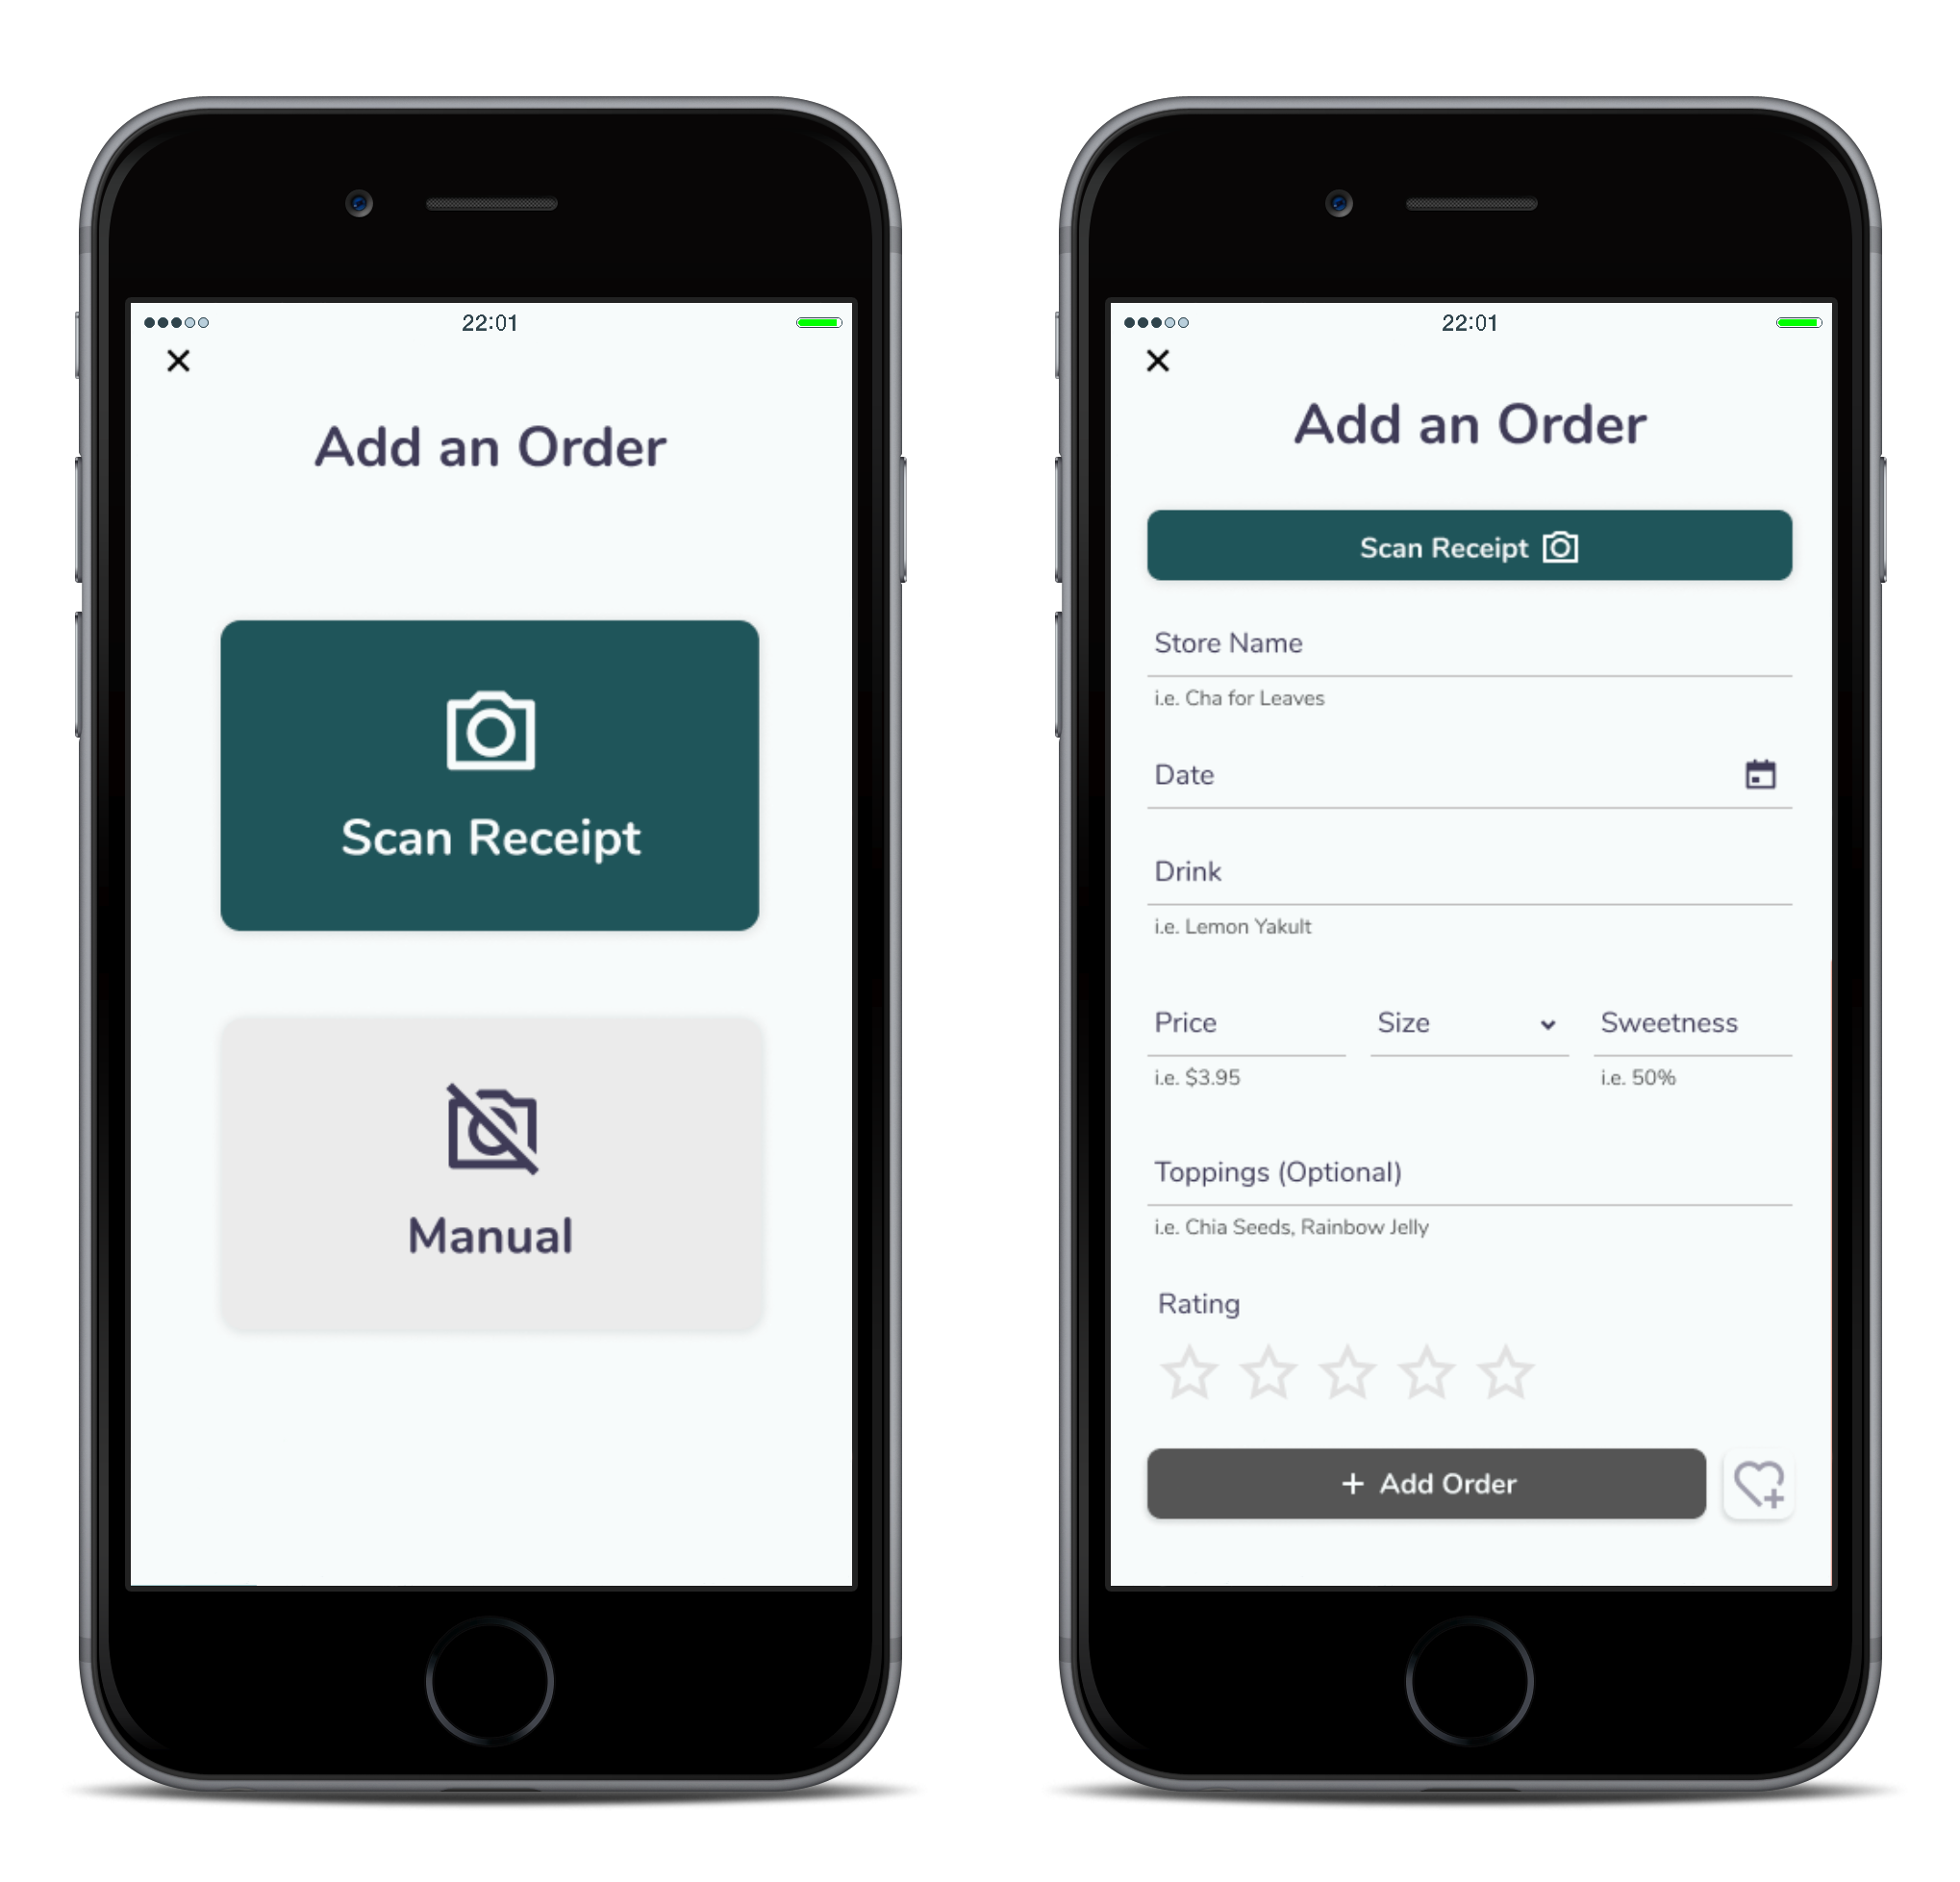 22:01
Add an Order
Scan Receipt
Manual
22:01
Add an Order
Scan Receipt
Store Name
i.e. Cha for Leaves
Date
Drink
i.e. Lemon Yakult
Price Size Sweetness
i.e. $3.95 i.e. 50%
Toppings (Optional)
i.e. Chia Seeds, Rainbow Jelly
Rating
+ Add Order